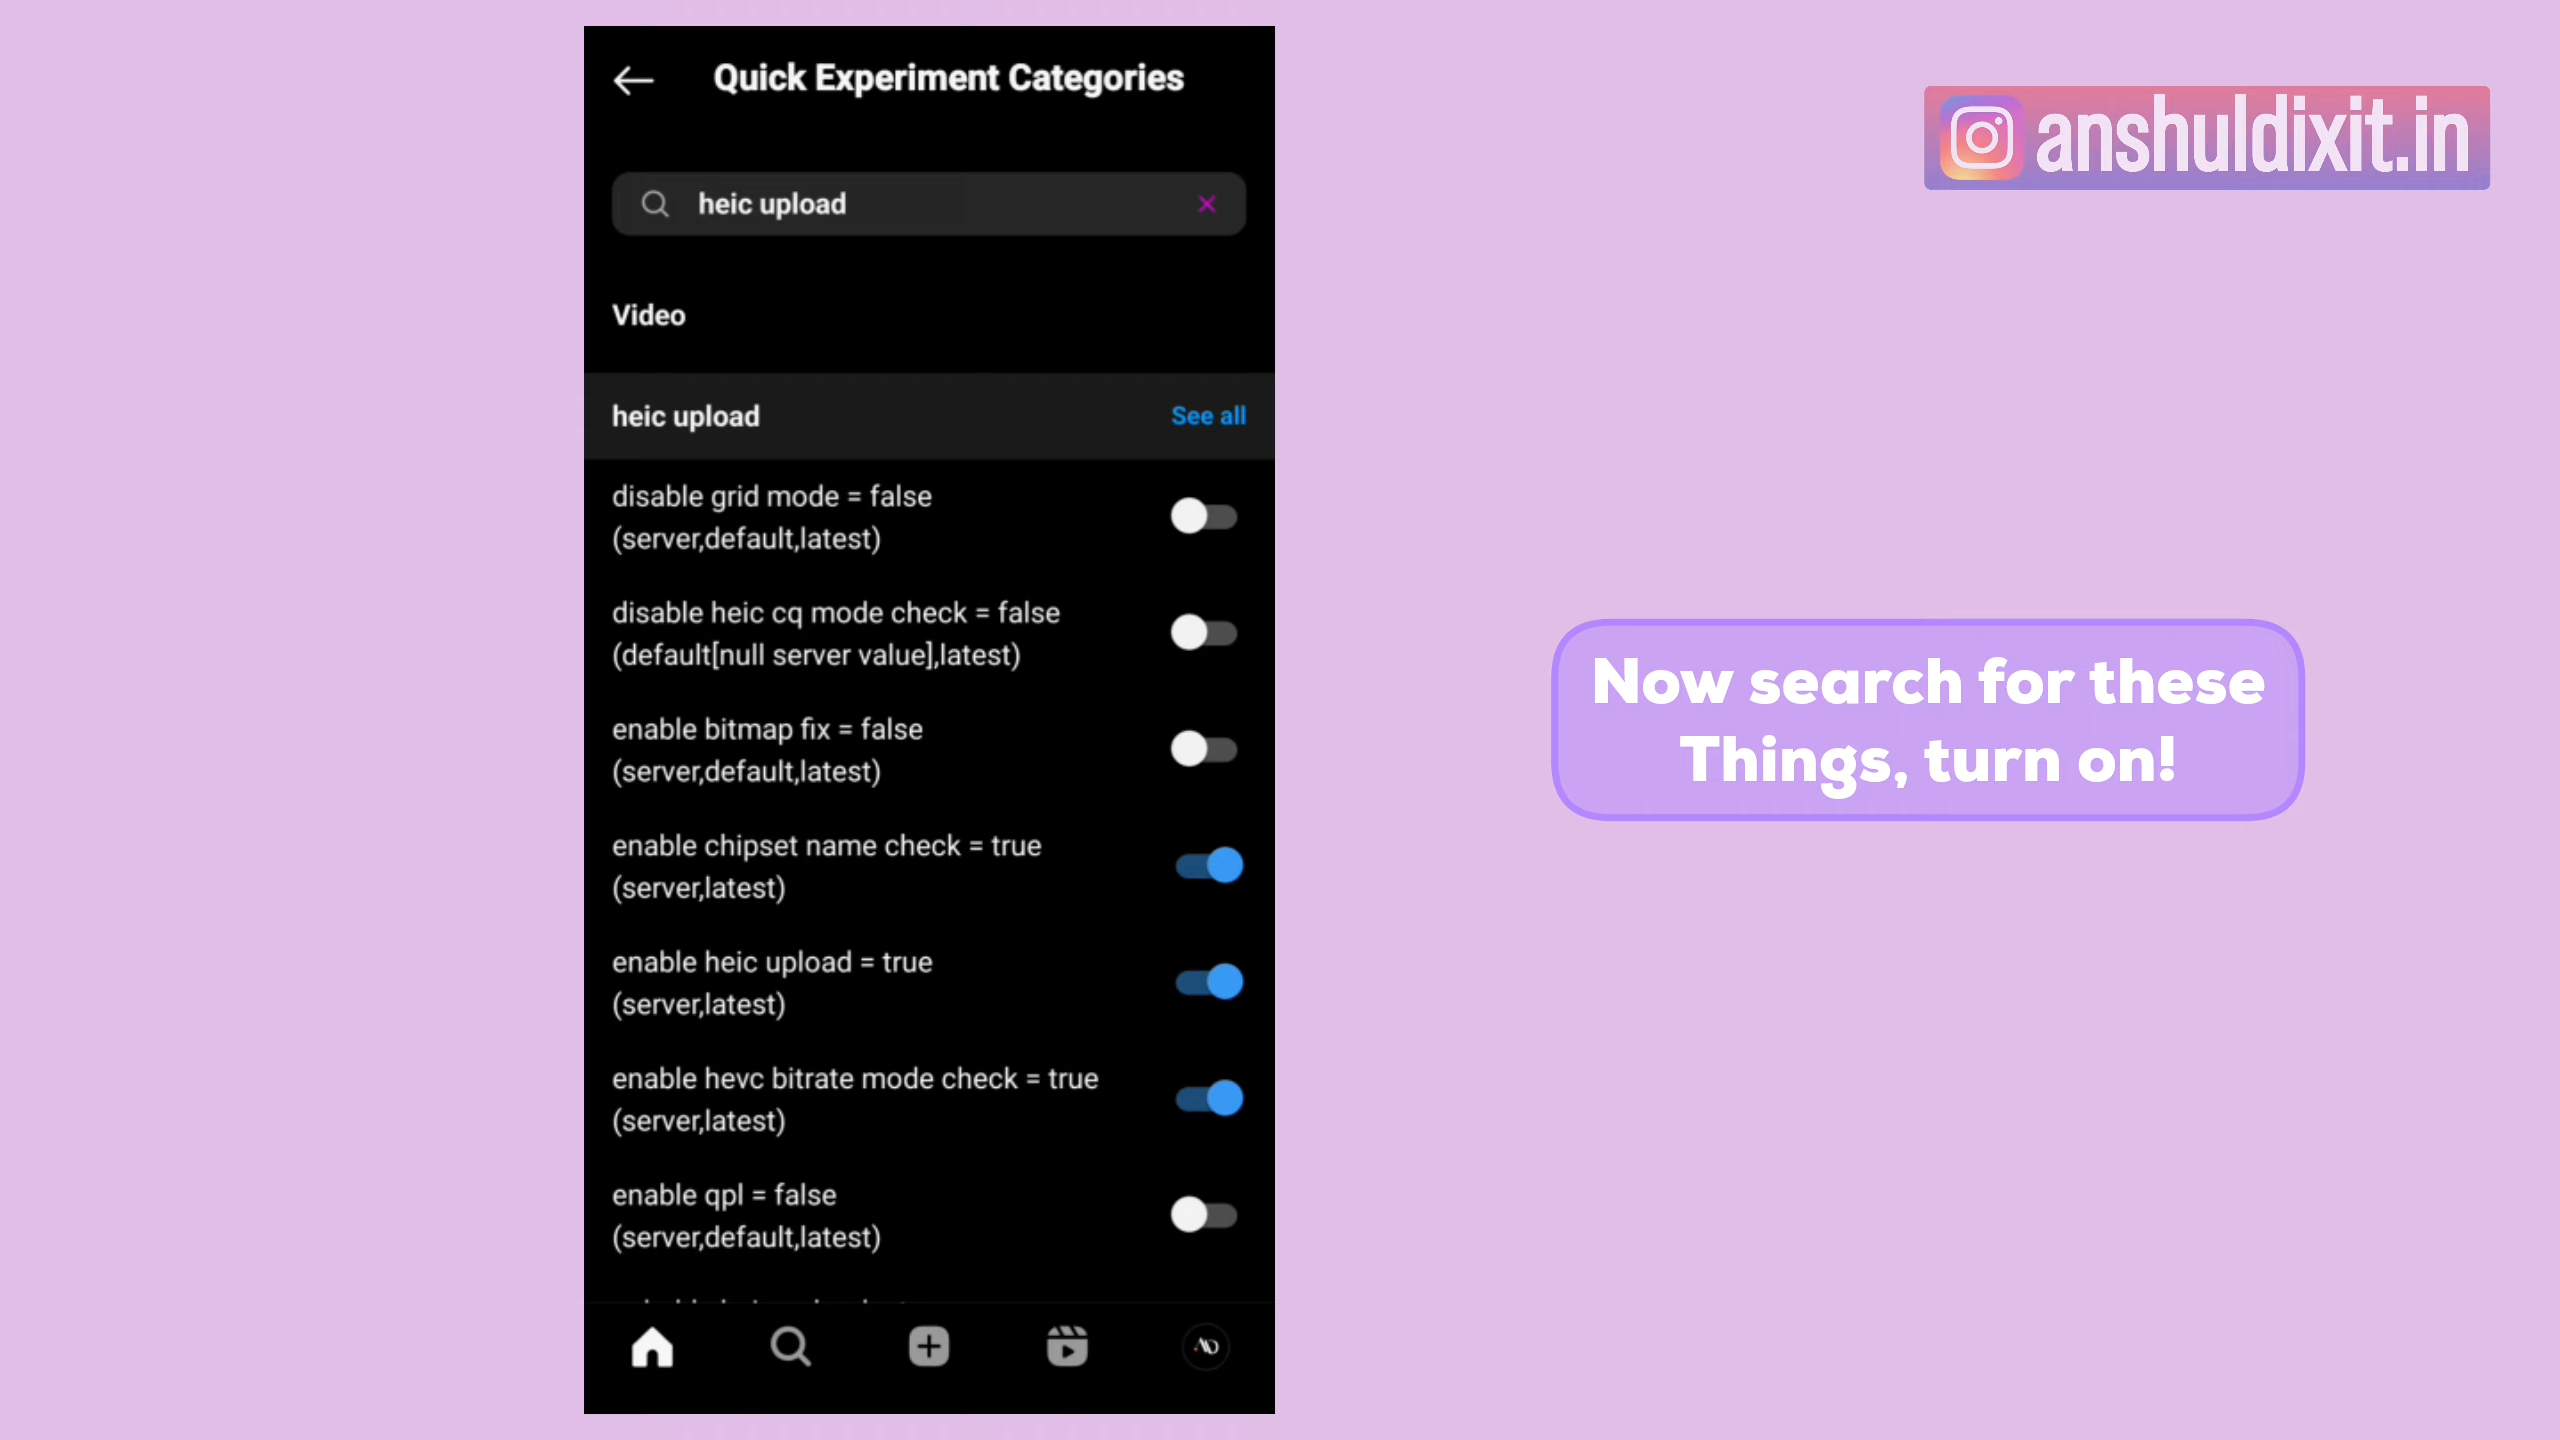 Quick Experiment Categories
heic upload
Video
heic upload
See all
disable grid mode = false
(server,default,latest)
disable heic cq mode check = false
(default[null server value],latest)
enable bitmap fix = false
(server,default,latest)
enable chipset name check = true
(server,latest)
enable heic upload = true
(server,latest)
enable hevc bitrate mode check = true
(server,latest)
enable qpl = false
(server,default,latest)
anshuldixit.in
Now search for these
Things, turn on!